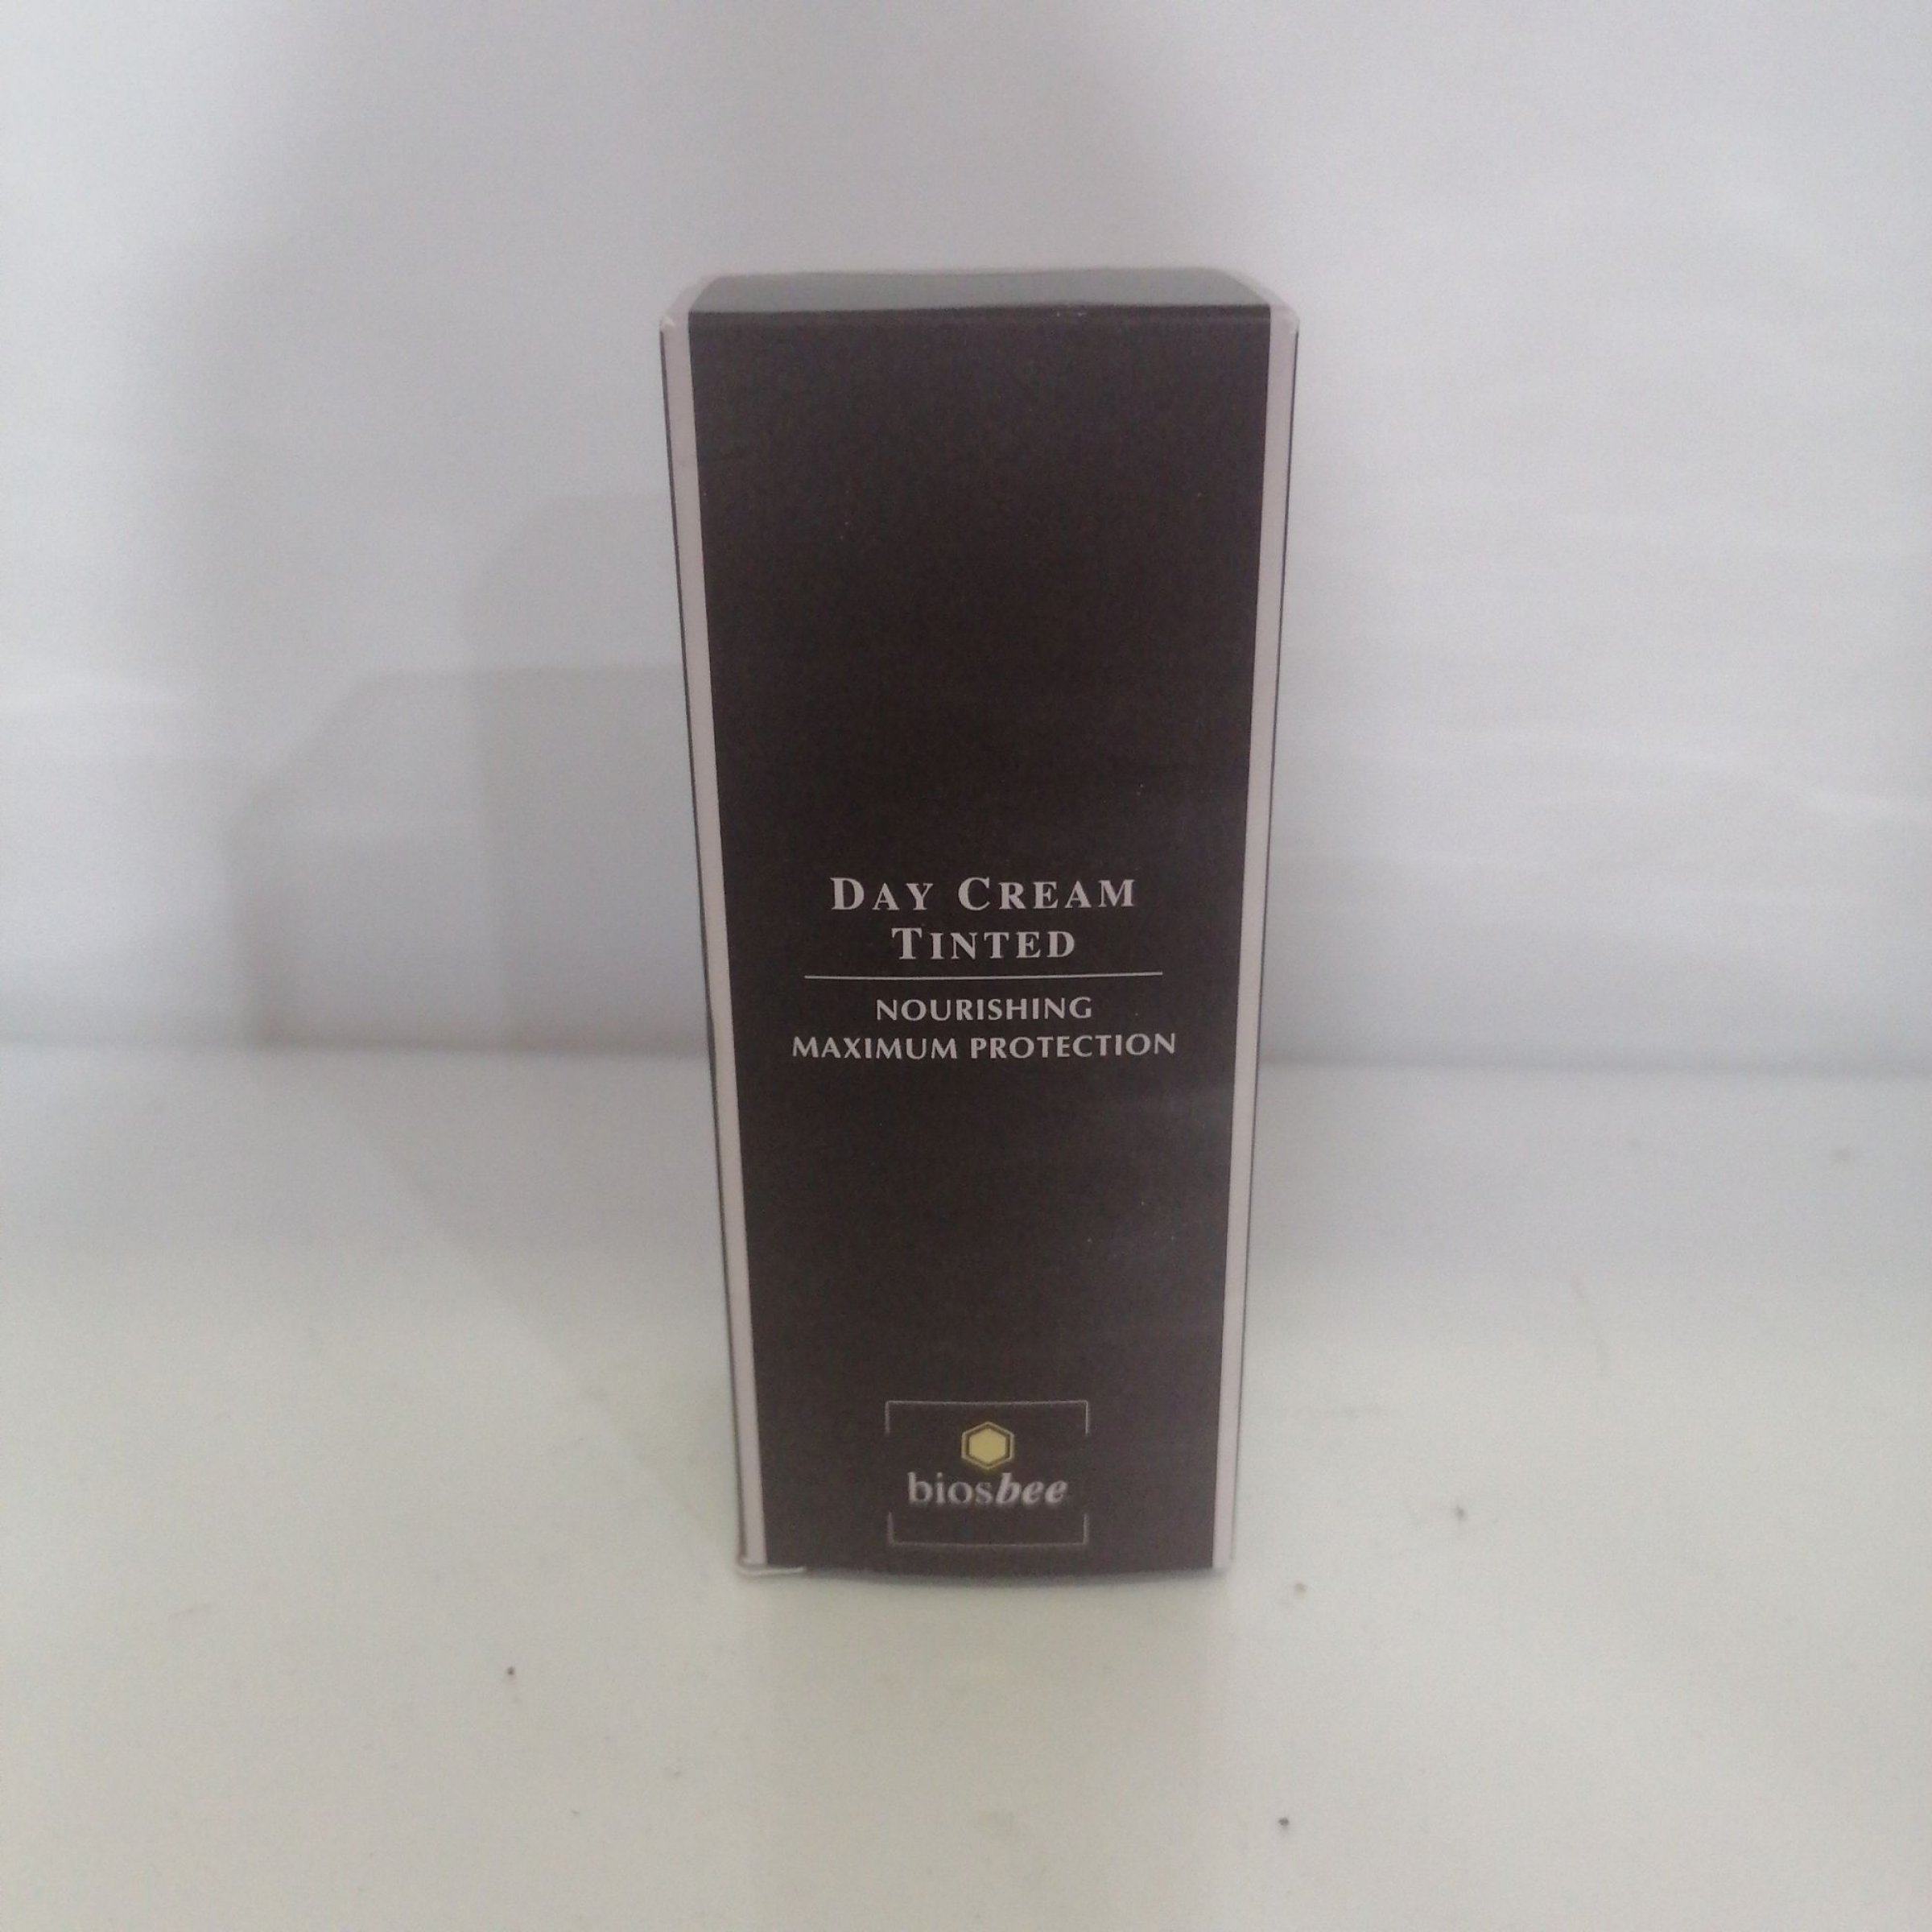 DAY CREAM
TINTED
NOURISHING
MAXIMUM PROTECTION
biosbee